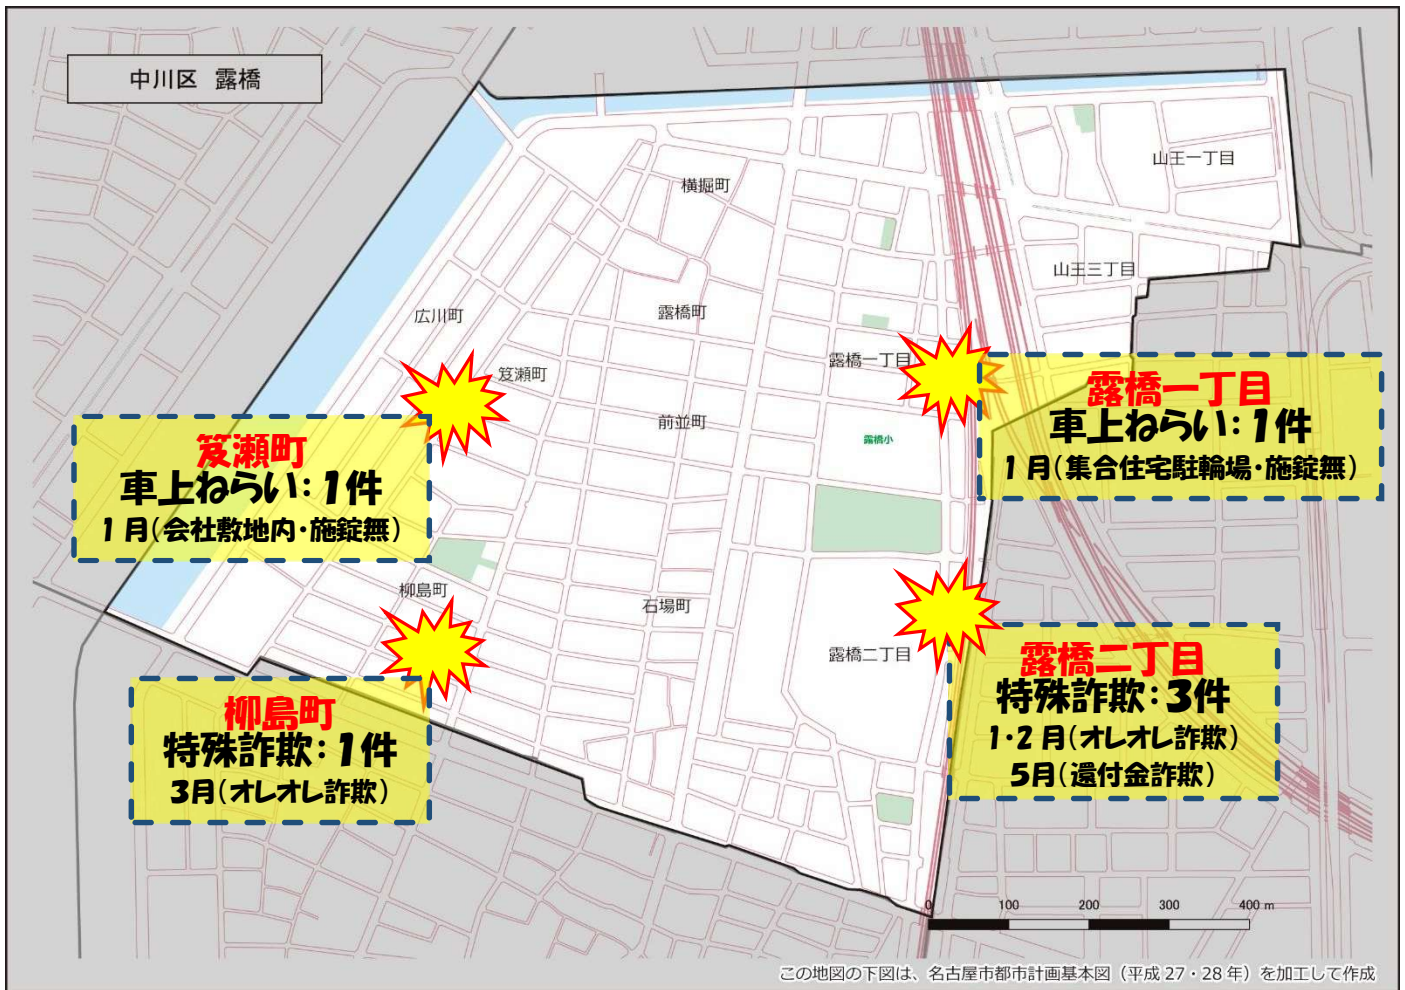 中川区 露橋
山王一丁目
横掘町
山王三丁目
広川町
露橋町
露橋一丁目
笈瀬町
前並町
露橋小
露橋一丁目
車上ねらい：1件
1月（集合住宅駐輪場・施錠無）
笈瀬町
車上ねらい：1件
1月（会社敷地内・施錠無）
柳島町
石場町
露橋二丁目
露橋二丁目
特殊詐欺：3件
1・2月（オレオレ詐欺）
5月（還付金詐欺）
柳島町
特殊詐欺：1件
3月（オレオレ詐欺）
0 100 200 300 400 m
この地図の下図は、名古屋市都市計画基本図（平成 27・28 年）を加工して作成